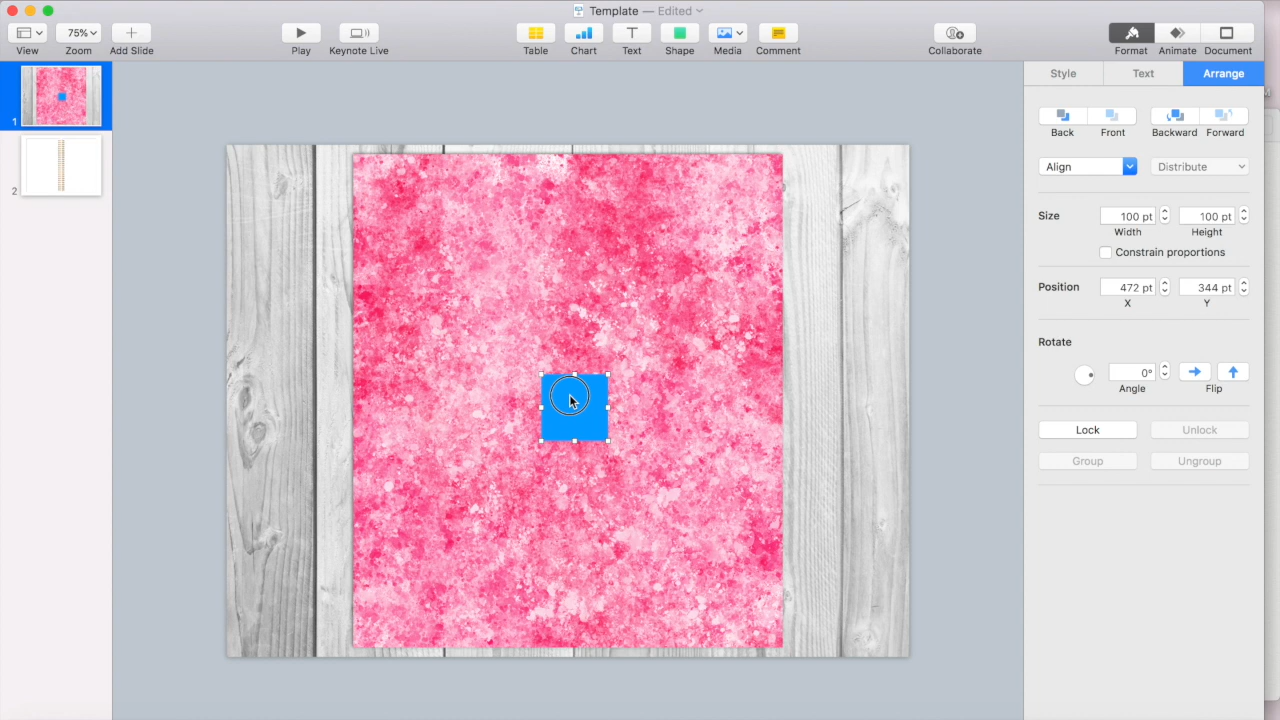 Template — Edited
75%
View
Zoom
Add Slide
Play
Keynote Live
Table
Chart
Text
Shape
Media
Comment
Collaborate
Format
Animate
Document
1
2
Style
Text
Arrange
Back
Front
Backward
Forward
Align
Distribute
Size
100 pt
100 pt
Width
Height
Constrain proportions
Position
472 pt
344 pt
X
Y
Rotate
0°
Angle
Flip
Lock
Unlock
Group
Ungroup